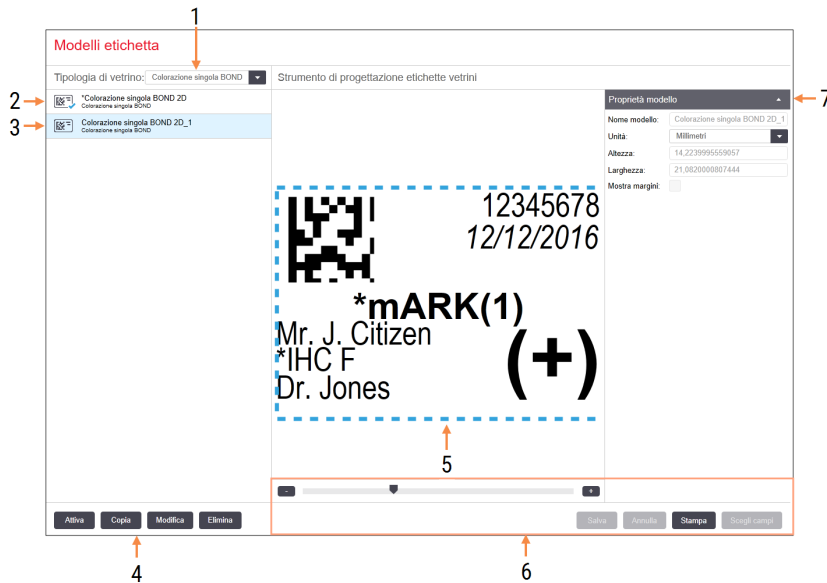 1
Modelli etichetta
Tipologia di vetrino: Colorazione singola BOND
Strumento di progettazione etichette vetrini
2
*Colorazione singola BOND 2D
Colorazione singola BOND
3
Colorazione singola BOND 2D_1
Colorazione singola BOND
Proprietà modello
7
Nome modello: Colorazione singola BOND 2D_1
Unità: Millimetri
Altezza: 14,2239995559057
Larghezza: 21,0820000807444
Mostra margini:
12345678
12/12/2016
*mARK(1)
Mr. J. Citizen
*IHC F
Dr. Jones
(+)
5
- +
Attiva Copia Modifica Elimina
Salva Annulla Stampa Scegli campi
4
6